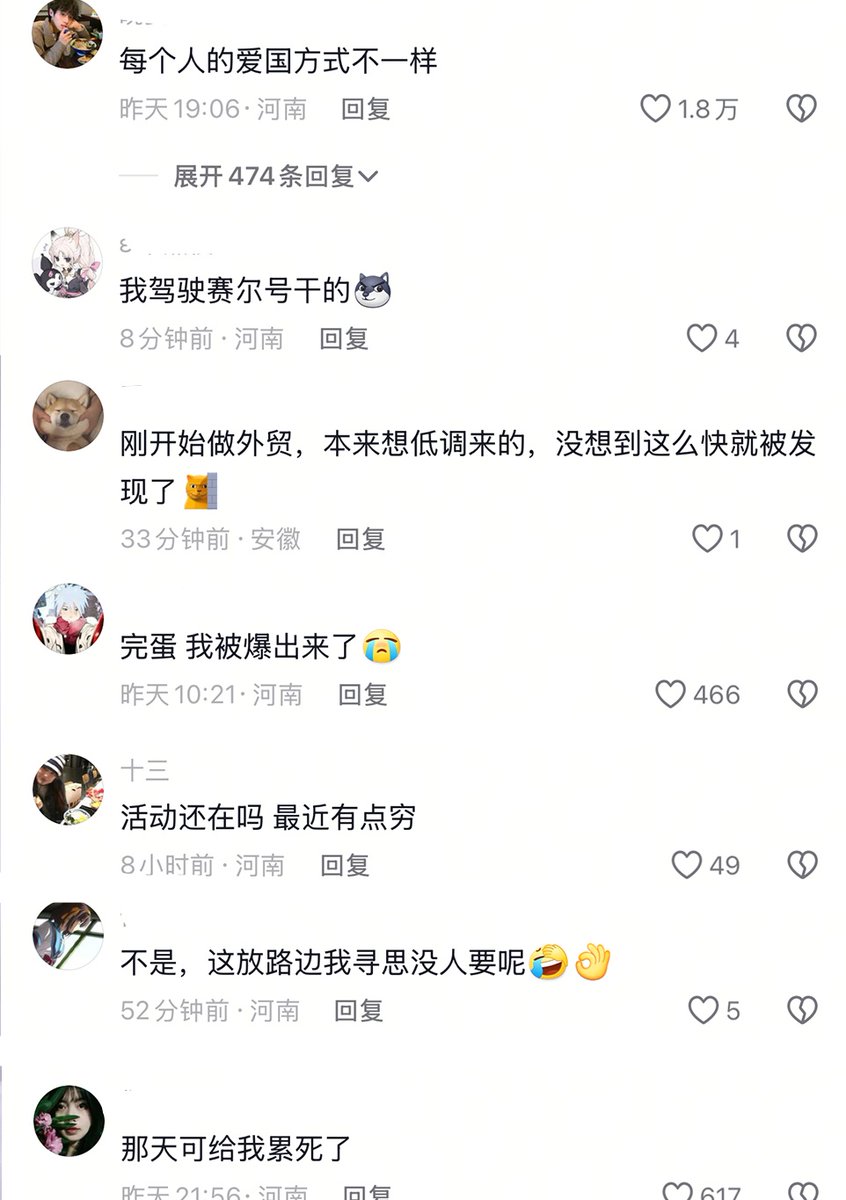 每个人的爱国方式不一样
昨天 19:06 · 河南 回复 1.8万
展开474条回复
我驾驶赛尔号干的
8分钟前 · 河南 回复 4
刚开始做外贸，本来想低调来的，没想到这么快就被发
现了
33分钟前 · 安徽 回复 1
完蛋 我被爆出来了😭
昨天 10:21 · 河南 回复 466
十三
活动还在吗 最近有点穷
8小时前 · 河南 回复 49
不是，这放路边我寻思没人要呢👌
52分钟前 · 河南 回复 5
那天可给我累死了
昨天 21:56 · 河南 回复 617